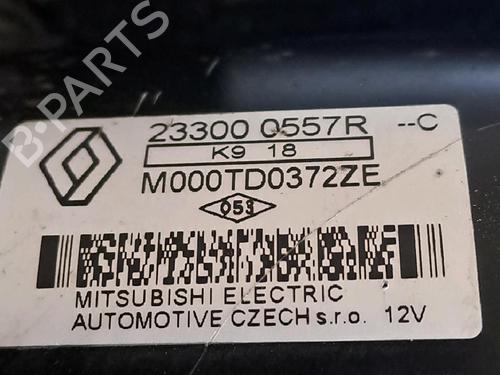 23300 0557R --C
K9 18
M000TD0372ZE
053
MITSUBISHI ELECTRIC
AUTOMOTIVE CZECH s.r.o. 12V
B-PARTS